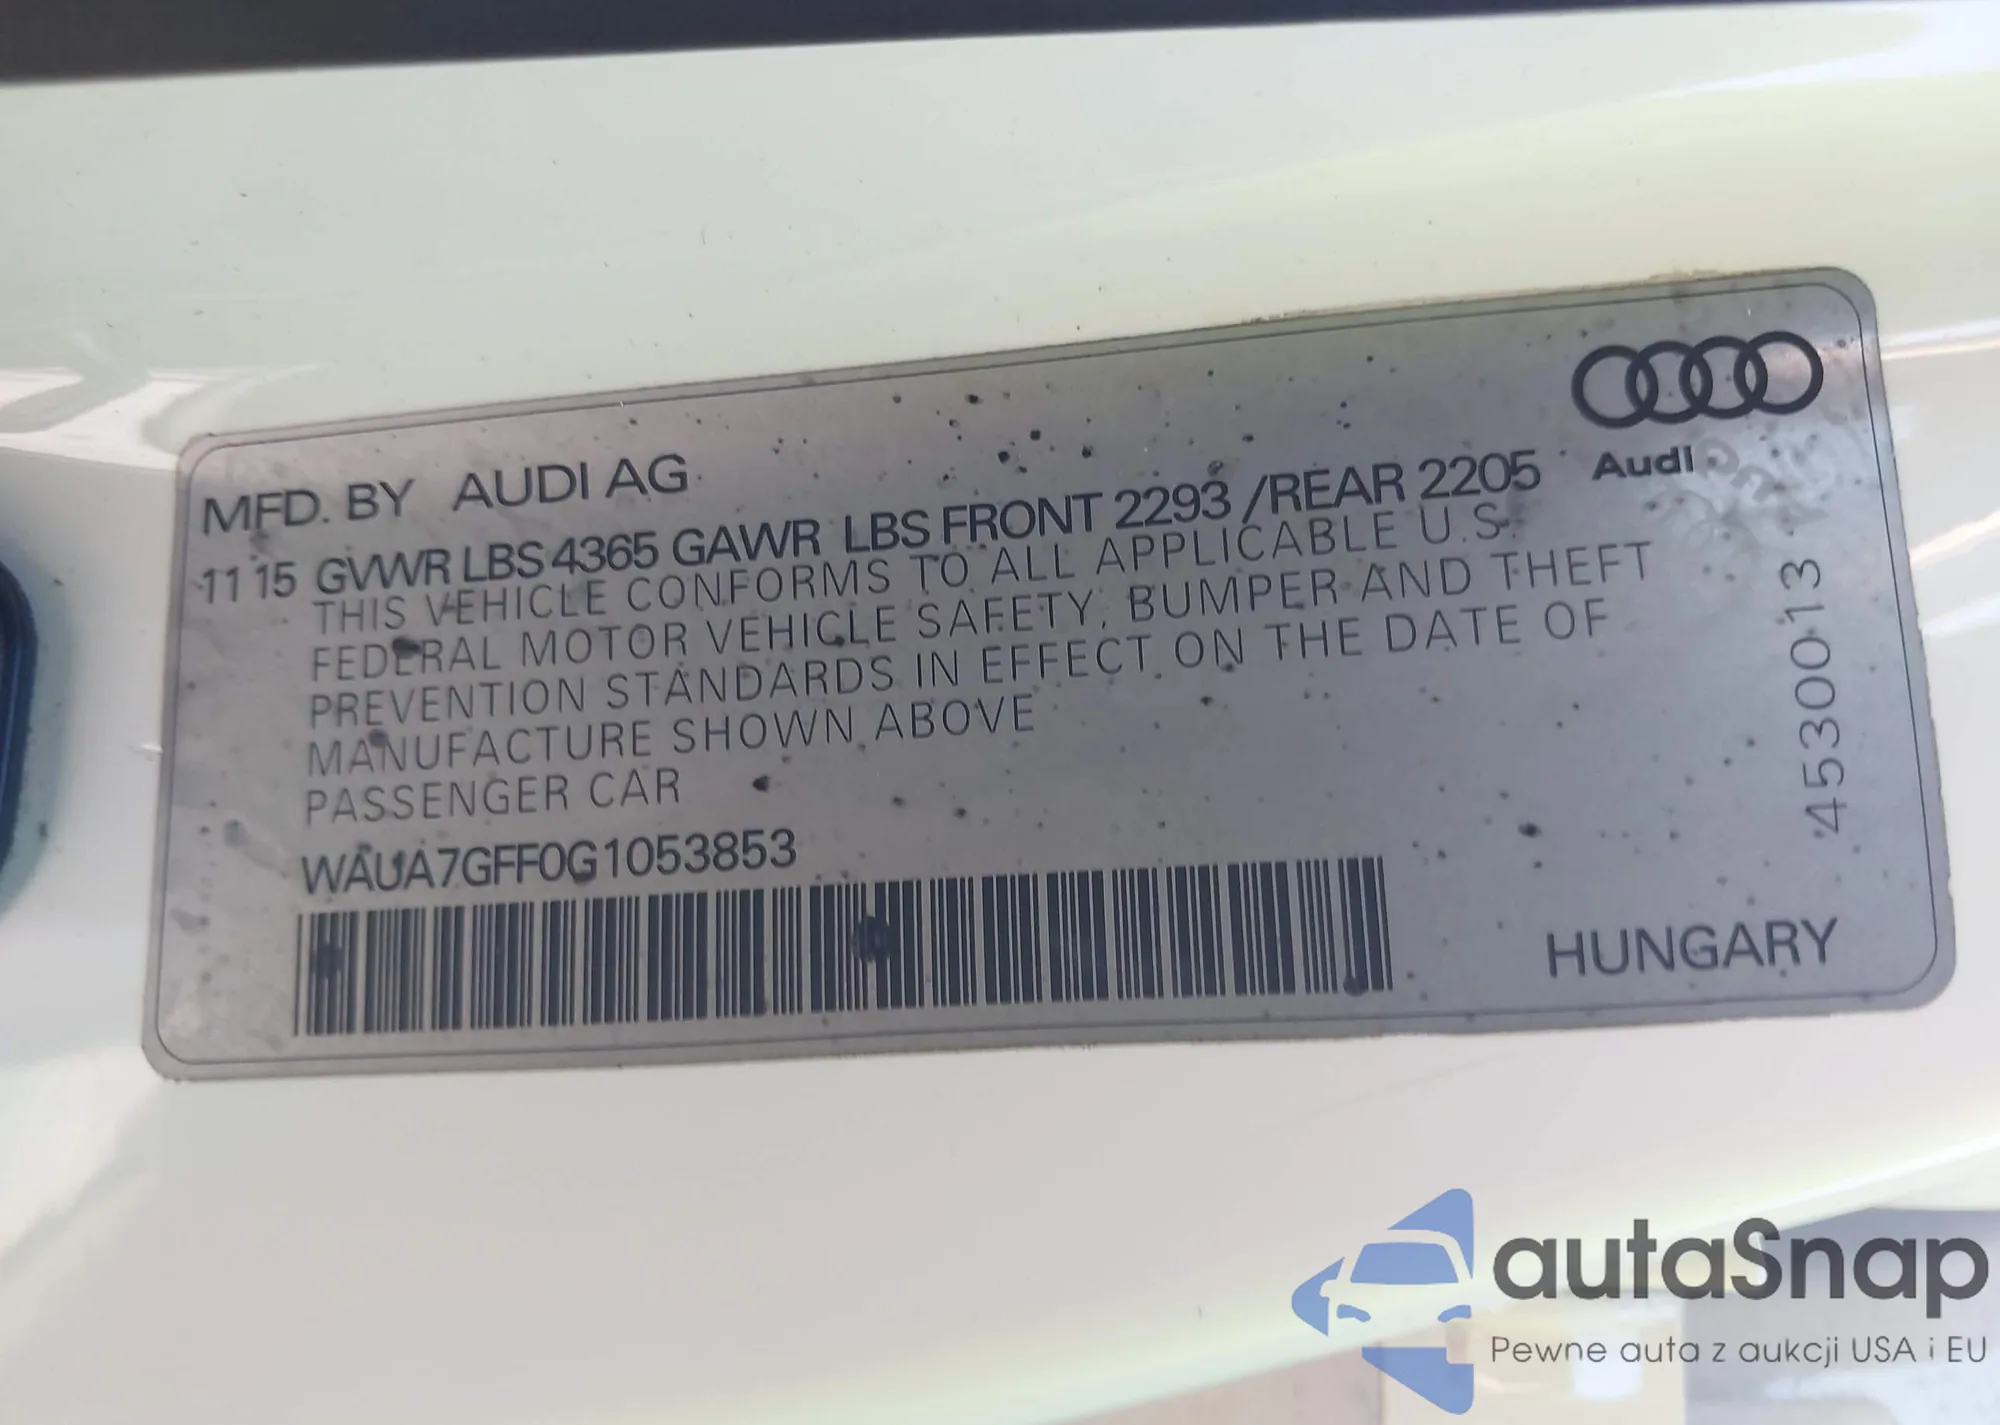 MFD. BY AUDI AG
11 15 GVWR LBS 4365 GAWR LBS FRONT 2293 /REAR 2205
THIS VEHICLE CONFORMS TO ALL APPLICABLE U.S.
FEDERAL MOTOR VEHICLE SAFETY, BUMPER AND THEFT
PREVENTION STANDARDS IN EFFECT ON THE DATE OF
MANUFACTURE SHOWN ABOVE
PASSENGER CAR
WAUA7GFF0G1053853
Audi
4530013
HUNGARY
autaSnap
Pewne auta z aukcji USA i EU